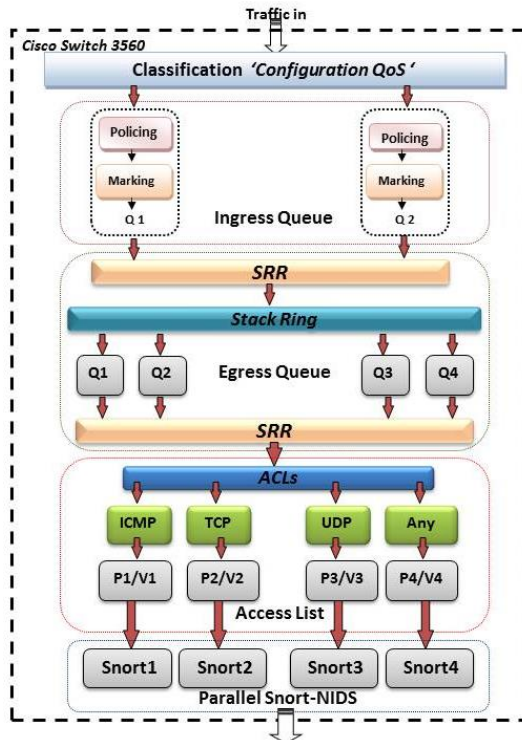 Traffic in
Cisco Switch 3560
Classification ‘Configuration QoS ‘
Policing
Policing
Marking
Marking
Q 1
Q 2
Ingress Queue
SRR
Stack Ring
Q1
Q2
Egress Queue
Q3
Q4
SRR
ACLs
ICMP
TCP
UDP
Any
P1/V1
P2/V2
P3/V3
P4/V4
Access List
Snort1
Snort2
Snort3
Snort4
Parallel Snort-NIDS